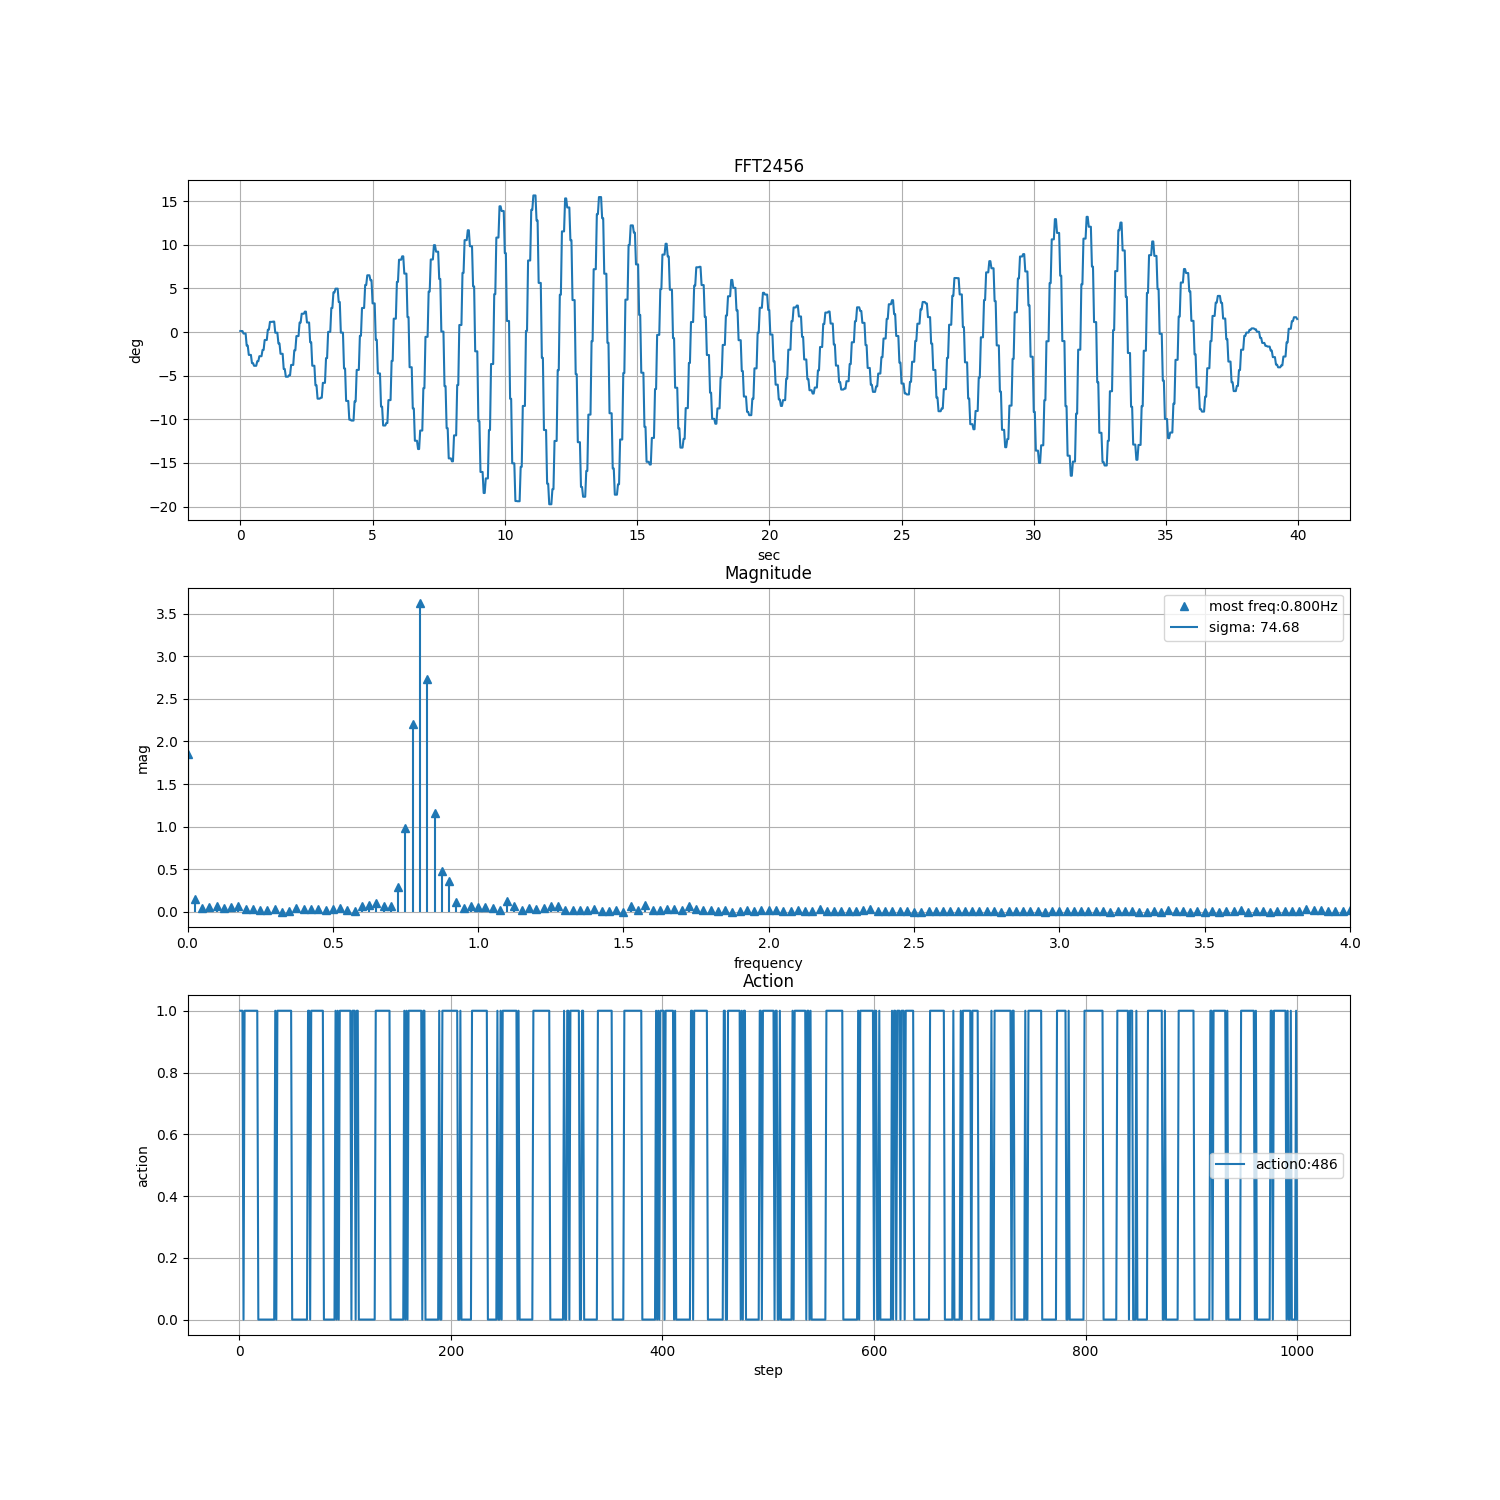 FFT2456
15
10
5
0
−5
−10
−15
−20
deg
0 5 10 15 20 25 30 35 40
sec
Magnitude
3.5
3.0
2.5
2.0
1.5
1.0
0.5
0.0
mag
most freq:0.800Hz
sigma: 74.68
0.0 0.5 1.0 1.5 2.0 2.5 3.0 3.5 4.0
frequency
Action
1.0
0.8
0.6
0.4
0.2
0.0
action
action0:486
0 200 400 600 800 1000
step